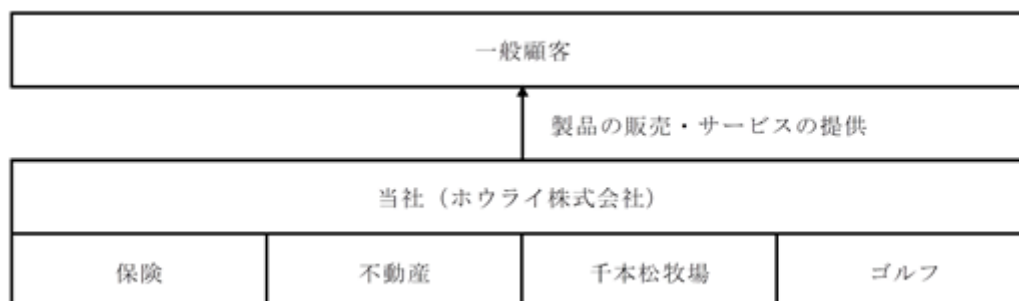 一般顧客
製品の販売・サービスの提供
当社（ホウライ株式会社）
保険 不動産 千本松牧場 ゴルフ